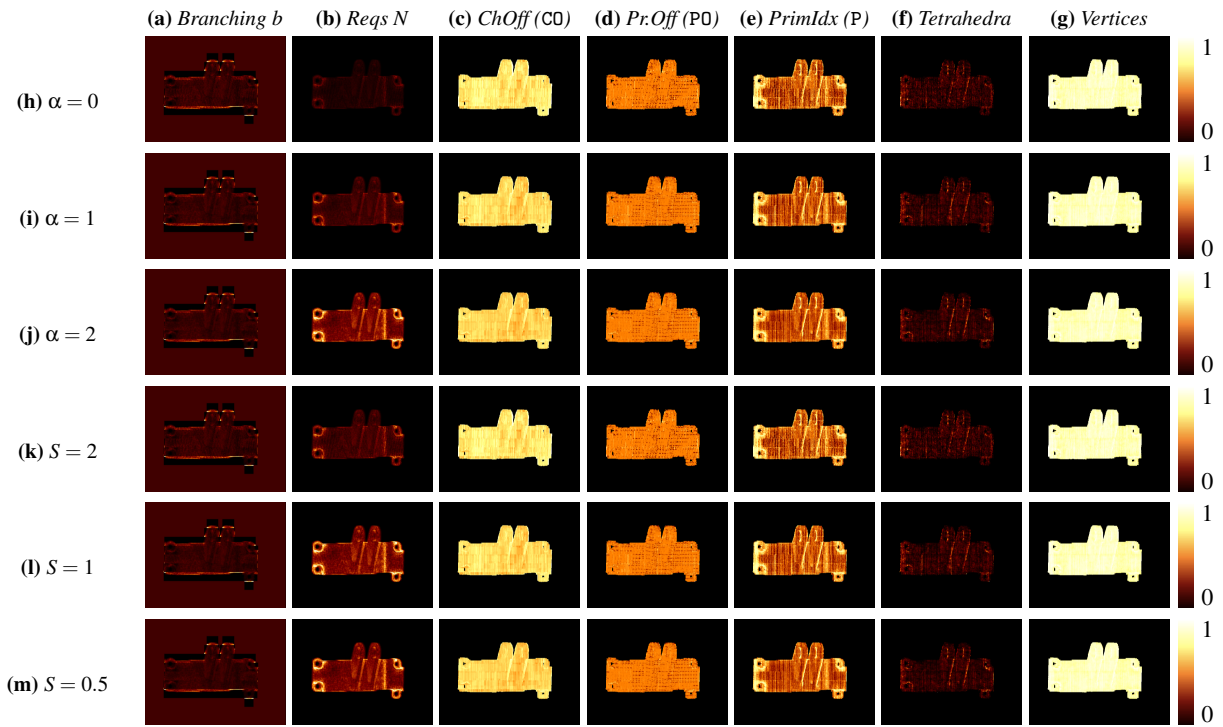 (a) Branching b (b) Reqs N (c) ChOff (CO) (d) Pr.Off (PO) (e) PrimIdx (P) (f) Tetrahedra (g) Vertices
1
(h) α = 0
0
1
(i) α = 1
0
1
(j) α = 2
0
1
(k) S = 2
0
1
(l) S = 1
0
1
(m) S = 0.5
0